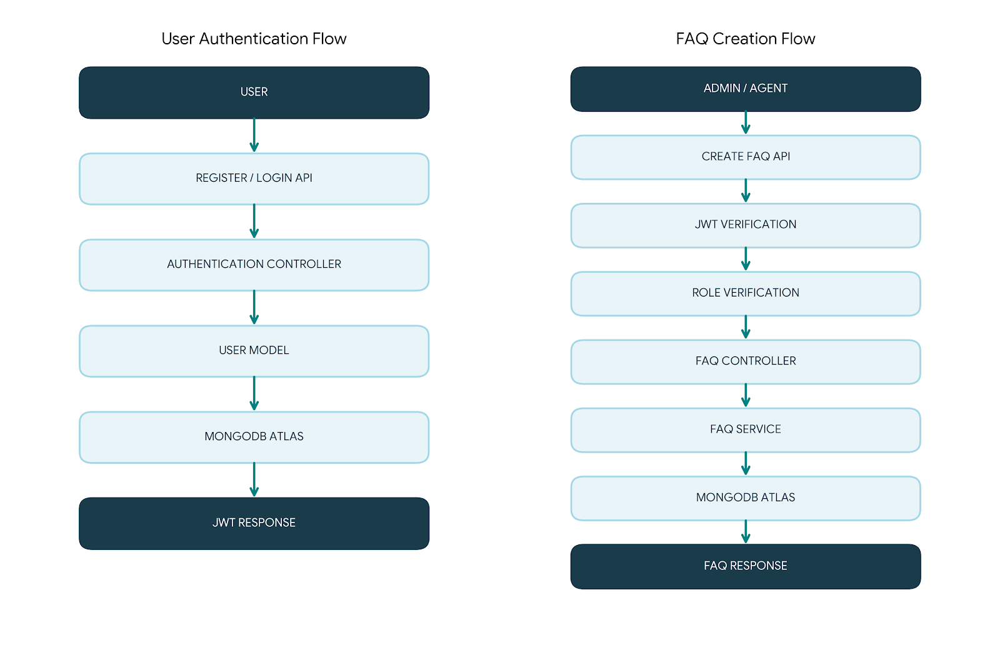 User Authentication Flow
USER
REGISTER / LOGIN API
AUTHENTICATION CONTROLLER
USER MODEL
MONGODB ATLAS
JWT RESPONSE
FAQ Creation Flow
ADMIN / AGENT
CREATE FAQ API
JWT VERIFICATION
ROLE VERIFICATION
FAQ CONTROLLER
FAQ SERVICE
MONGODB ATLAS
FAQ RESPONSE